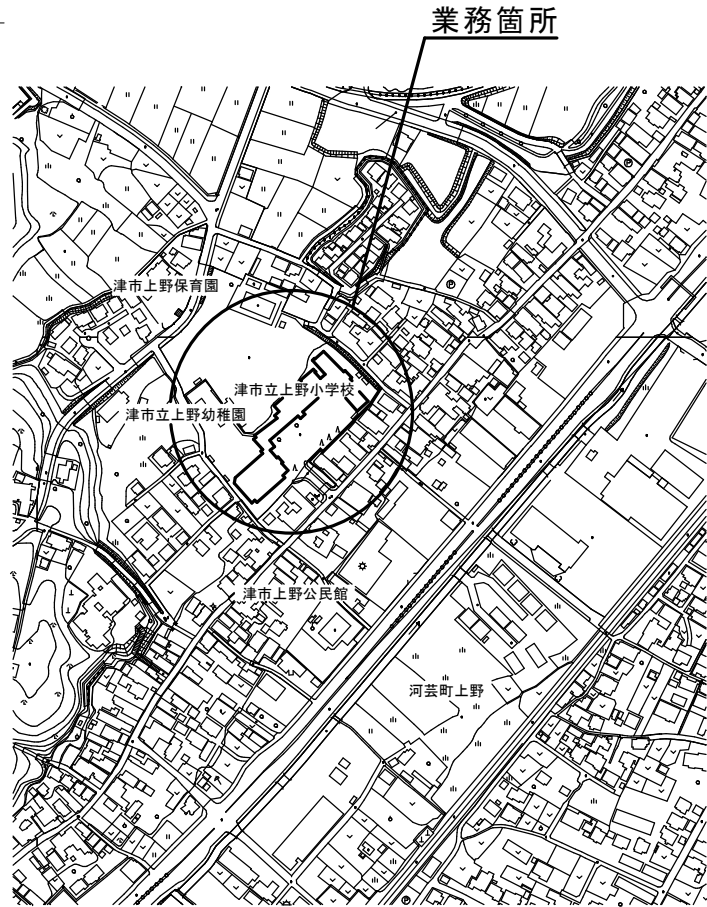 業務箇所
津市上野保育園
津市立上野小学校
津市立上野幼稚園
津市上野公民館
河芸町上野